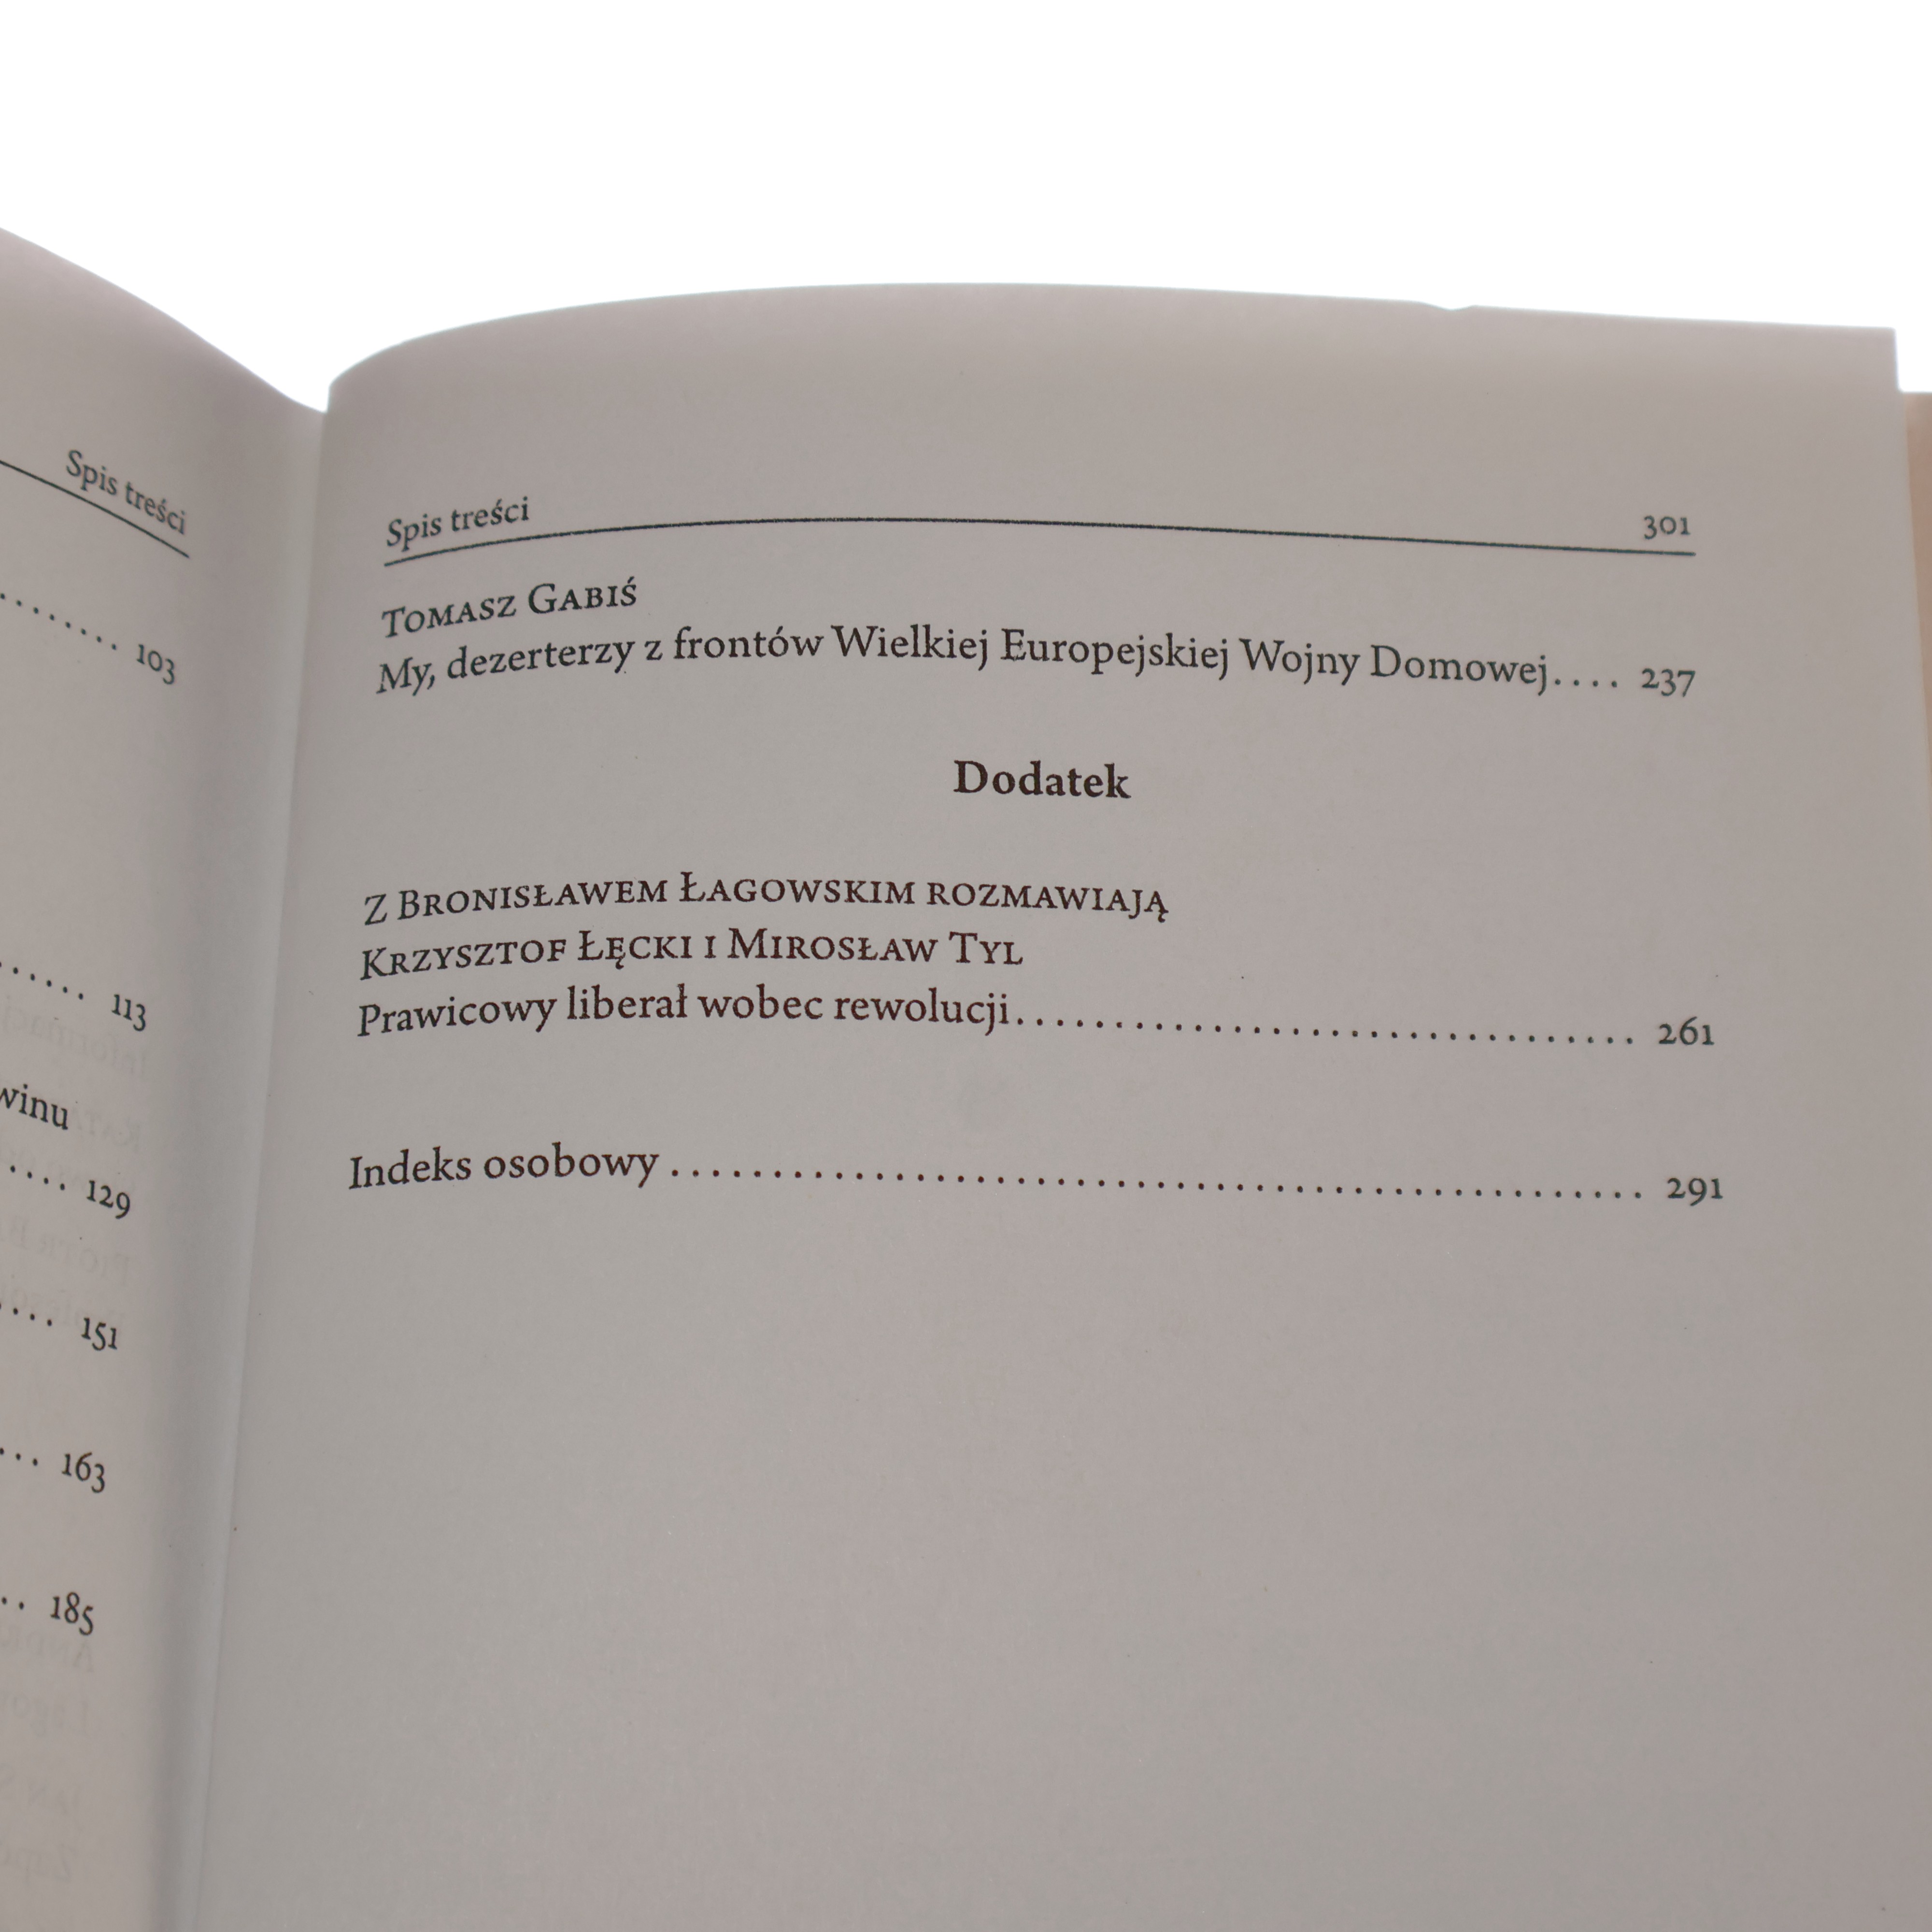 Spis treści
........ 103
..... 113
winu
.... 129
.... 151
... 163
.. 185
Spis treści 301
Tomasz Gabiś
My, dezerterzy z frontów Wielkiej Europejskiej Wojny Domowej.... 237
Dodatek
Z Bronisławem Łagowskim rozmawiają
Krzysztof Łęcki i Mirosław Tyl
Prawicowy liberał wobec rewolucji................................ 261
Indeks osobowy .................................................... 291